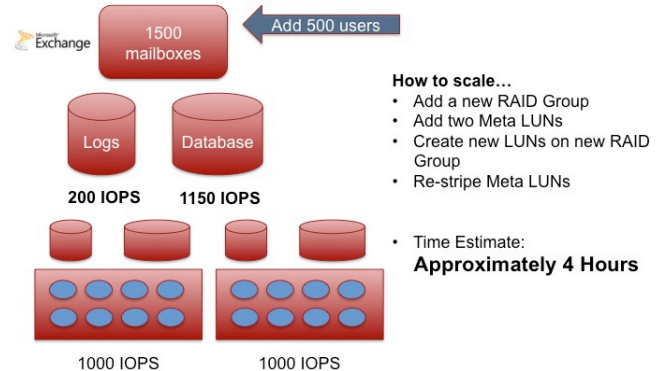 Microsoft
Exchange
1500
mailboxes
Add 500 users
Logs
Database
200 IOPS
1150 IOPS
1000 IOPS
1000 IOPS
How to scale…
• Add a new RAID Group
• Add two Meta LUNs
• Create new LUNs on new RAID
Group
• Re-stripe Meta LUNs
• Time Estimate:
Approximately 4 Hours